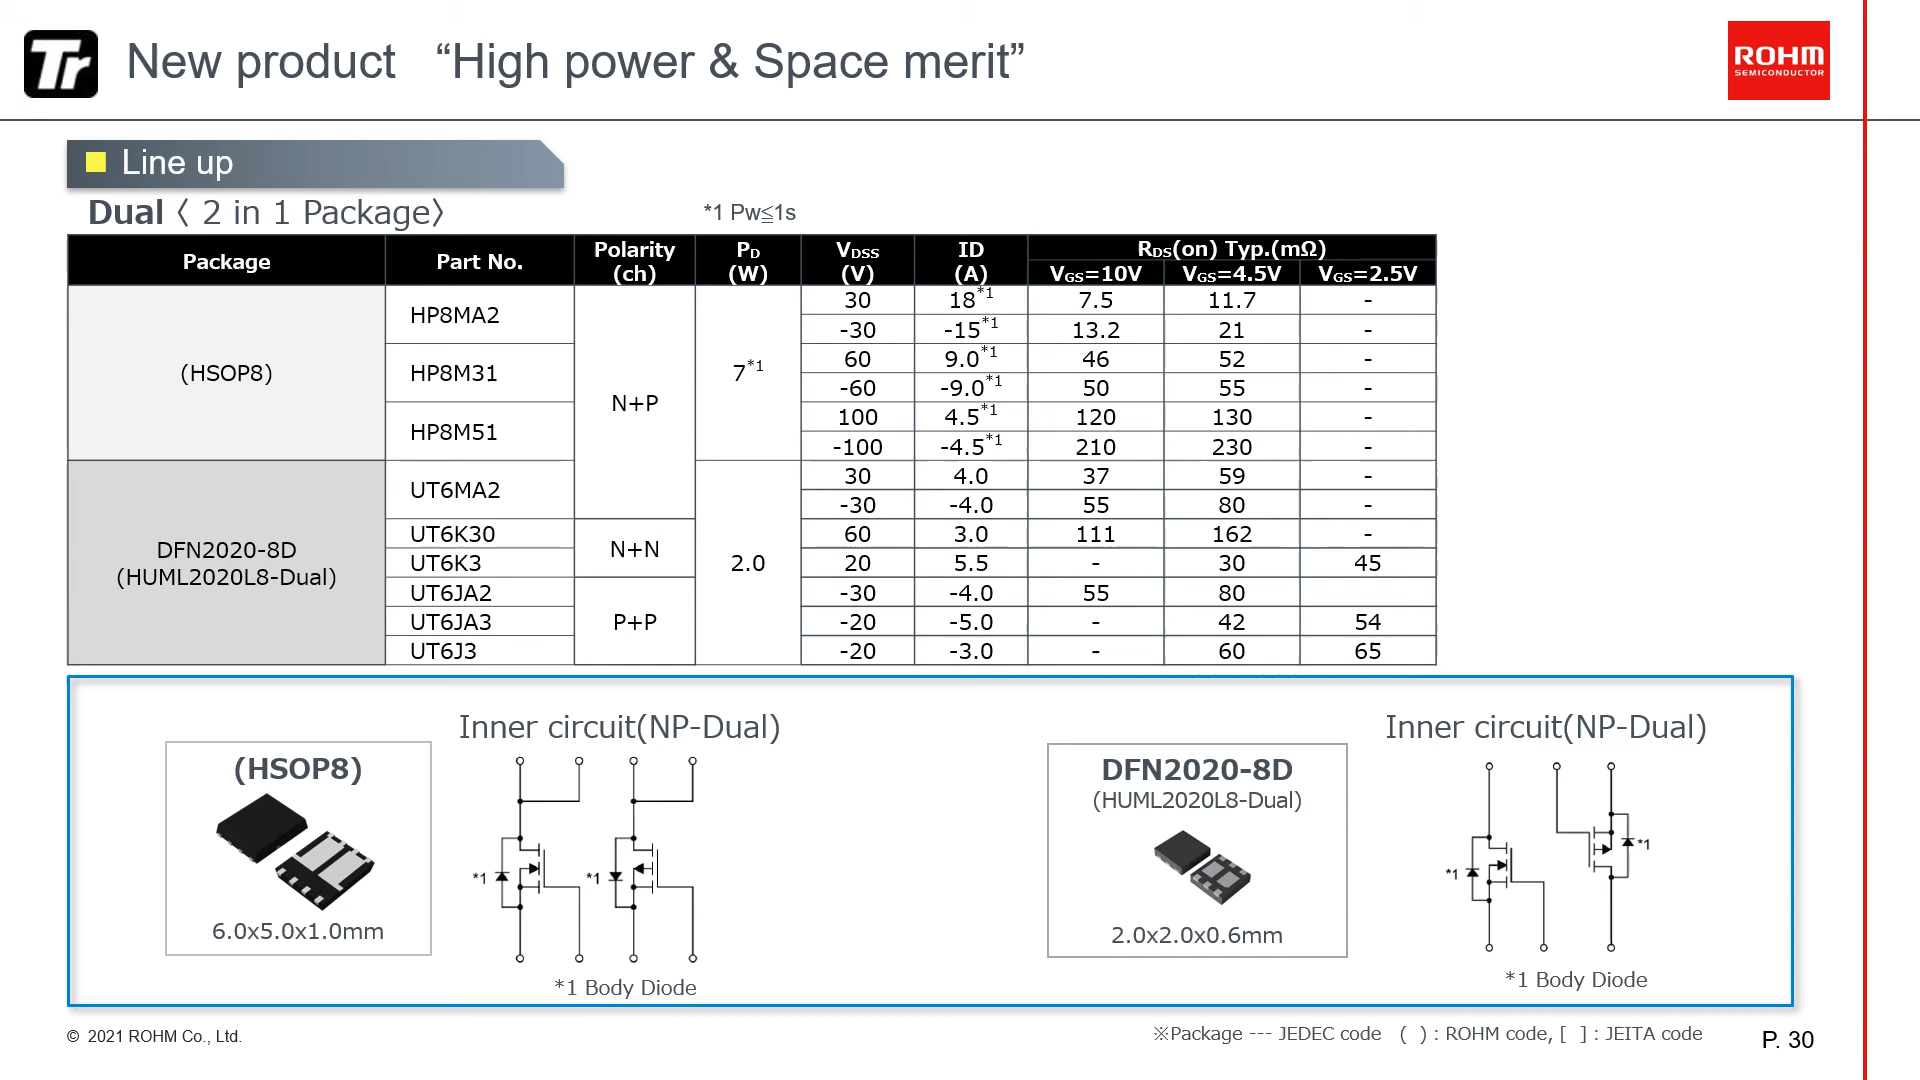 Tr New product “High power & Space merit”
ROHM
SEMICONDUCTOR
Line up
Dual〈 2 in 1 Package〉 *1 Pw≦1s
Package Part No. Polarity (ch) PD (W) VDSS (V) ID (A) RDS(on) Typ.(mΩ)
VGS=10V VGS=4.5V VGS=2.5V
(HSOP8) HP8MA2 N+P 7*1 30 18*1 7.5 11.7 -
-30 -15*1 13.2 21 -
HP8M31 60 9.0*1 46 52 -
-60 -9.0*1 50 55 -
HP8M51 100 4.5*1 120 130 -
-100 -4.5*1 210 230 -
DFN2020-8D
(HUML2020L8-Dual) UT6MA2 2.0 30 4.0 37 59 -
-30 -4.0 55 80 -
UT6K30 N+N 60 3.0 111 162 -
UT6K3 20 5.5 - 30 45
UT6JA2 P+P -30 -4.0 55 80
UT6JA3 -20 -5.0 - 42 54
UT6J3 -20 -3.0 - 60 65
(HSOP8)
6.0x5.0x1.0mm
Inner circuit(NP-Dual)
*1 *1
*1 Body Diode
DFN2020-8D
(HUML2020L8-Dual)
2.0x2.0x0.6mm
Inner circuit(NP-Dual)
*1 *1
*1 Body Diode
© 2021 ROHM Co., Ltd.
※Package --- JEDEC code ( ) : ROHM code, [ ] : JEITA code
P. 30